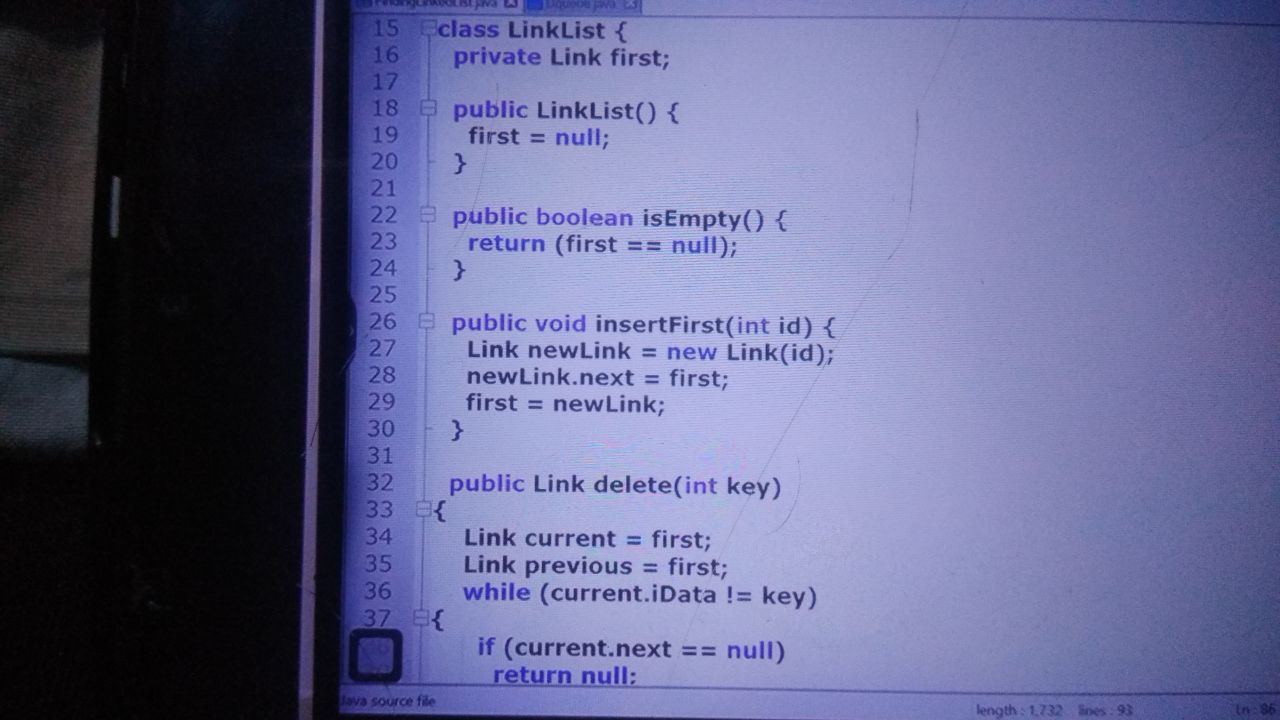 FindingLinkedList.java Dqueue.java
15 class LinkList {
16 private Link first;
17
18 public LinkList() {
19 first = null;
20 }
21
22 public boolean isEmpty() {
23 return (first == null);
24 }
25
26 public void insertFirst(int id) {
27 Link newLink = new Link(id);
28 newLink.next = first;
29 first = newLink;
30 }
31
32 public Link delete(int key)
33 {
34 Link current = first;
35 Link previous = first;
36 while (current.iData != key)
37 {
if (current.next == null)
return null;
Java source file length : 1,732 lines : 93 Ln : 86